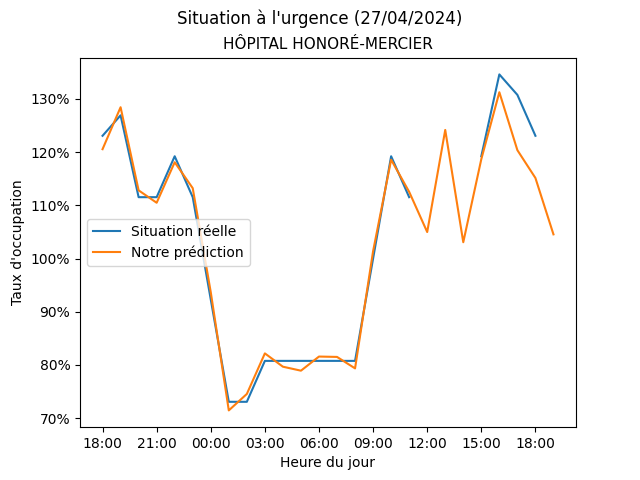 Situation à l'urgence (27/04/2024)
HÔPITAL HONORÉ-MERCIER
130%
120%
110%
100%
90%
80%
70%
Taux d'occupation
Situation réelle
Notre prédiction
18:00 21:00 00:00 03:00 06:00 09:00 12:00 15:00 18:00
Heure du jour